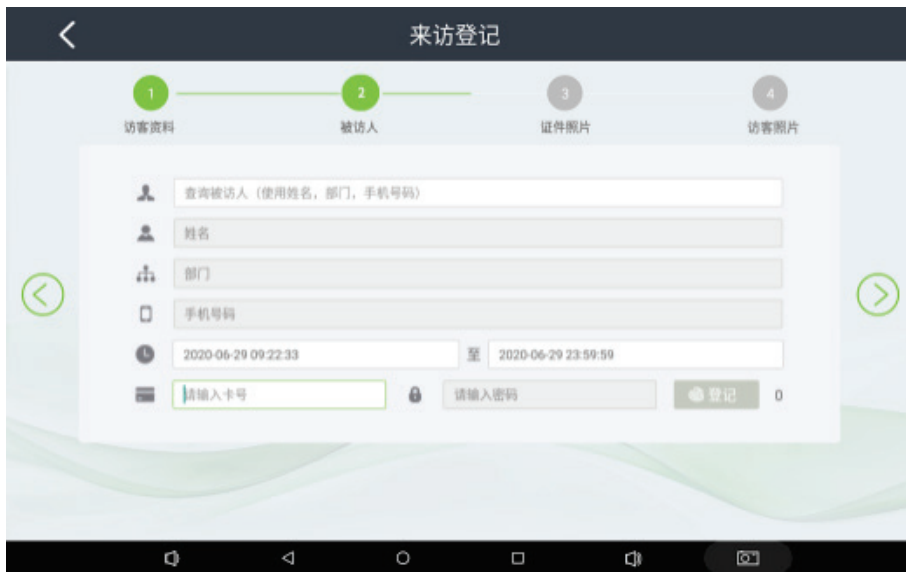 来访登记
1
2
3
4
访客资料
被访人
证件照片
访客照片
查询被访人（使用姓名，部门，手机号码）
姓名
部门
手机号码
2020-06-29 09:22:33 至 2020-06-29 23:59:59
请输入卡号 请输入密码 登记 0